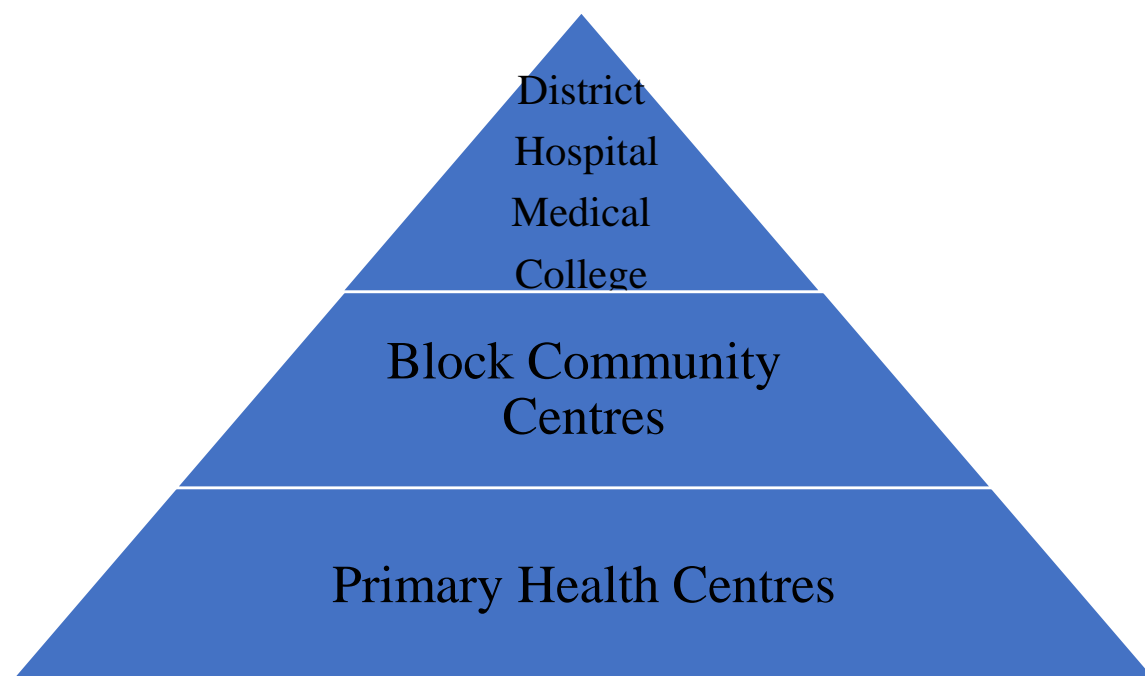 District
Hospital
Medical
College
Block Community
Centres
Primary Health Centres